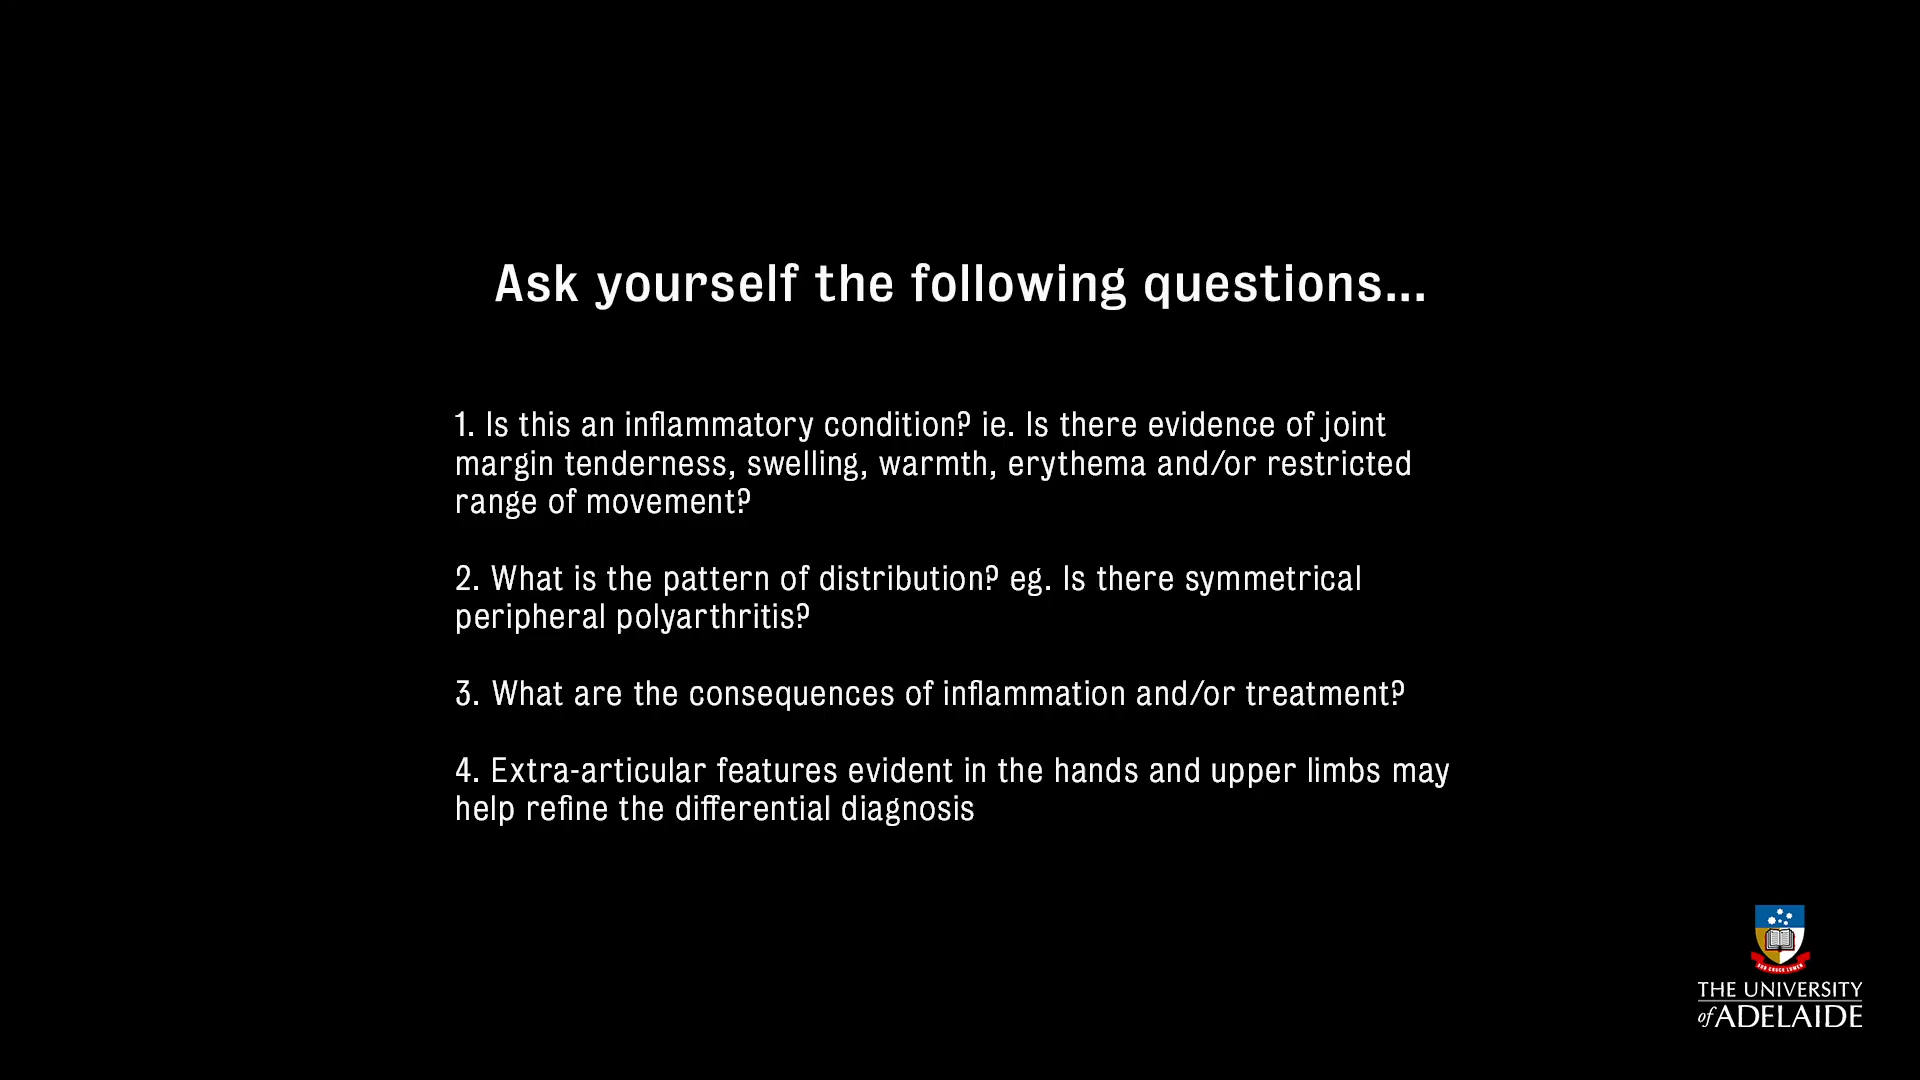 Ask yourself the following questions...
1. Is this an inflammatory condition? ie. Is there evidence of joint
margin tenderness, swelling, warmth, erythema and/or restricted
range of movement?
2. What is the pattern of distribution? eg. Is there symmetrical
peripheral polyarthritis?
3. What are the consequences of inflammation and/or treatment?
4. Extra-articular features evident in the hands and upper limbs may
help refine the differential diagnosis
SUB CRUCE LUMEN
THE UNIVERSITY
of ADELAIDE